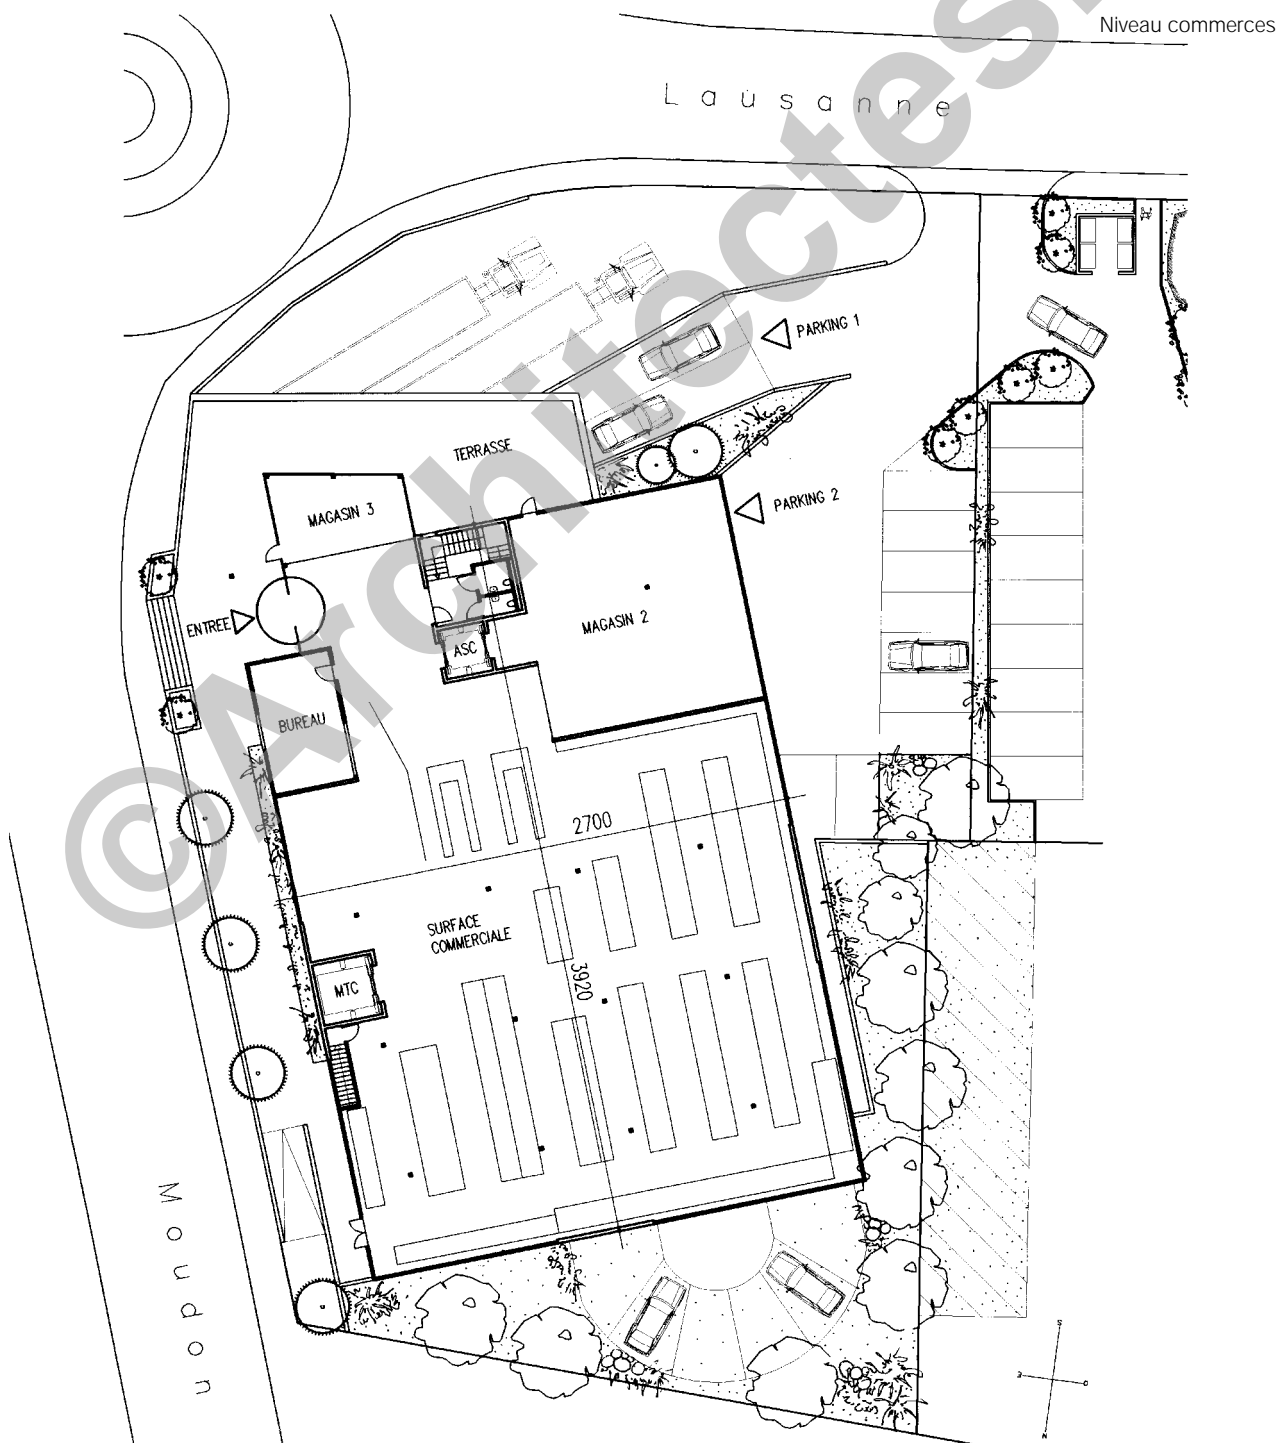 Niveau commerces
Lausanne
PARKING 1
TERRASSE
PARKING 2
MAGASIN 3
ENTREE
MAGASIN 2
ASC
BUREAU
2700
SURFACE
COMMERCIALE
3920
MTC
Moudon
S
N
©Architectes